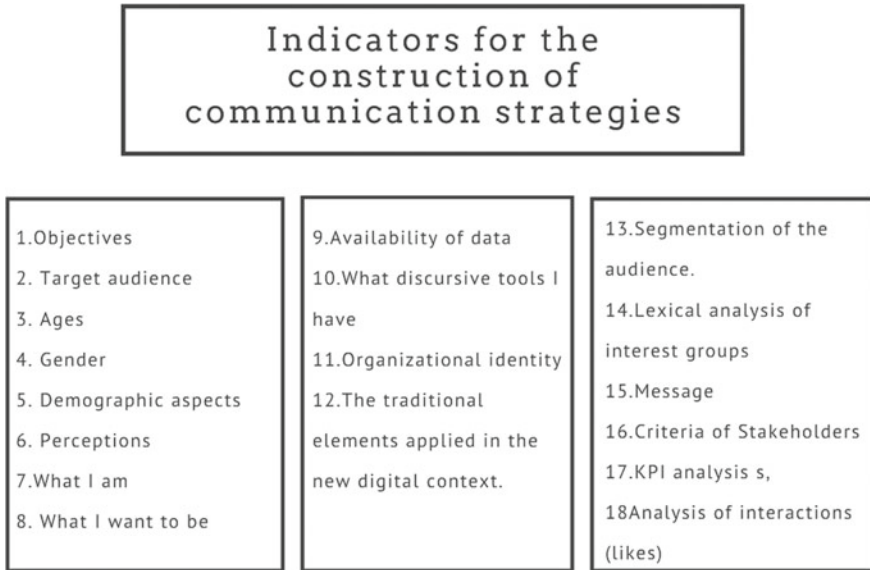 Indicators for the
construction of
communication strategies
1.Objectives
2. Target audience
3. Ages
4. Gender
5. Demographic aspects
6. Perceptions
7.What I am
8. What I want to be
9.Availability of data
10.What discursive tools I
have
11.Organizational identity
12.The traditional
elements applied in the
new digital context.
13.Segmentation of the
audience.
14.Lexical analysis of
interest groups
15.Message
16.Criteria of Stakeholders
17.KPI analysis s,
18Analysis of interactions
(likes)